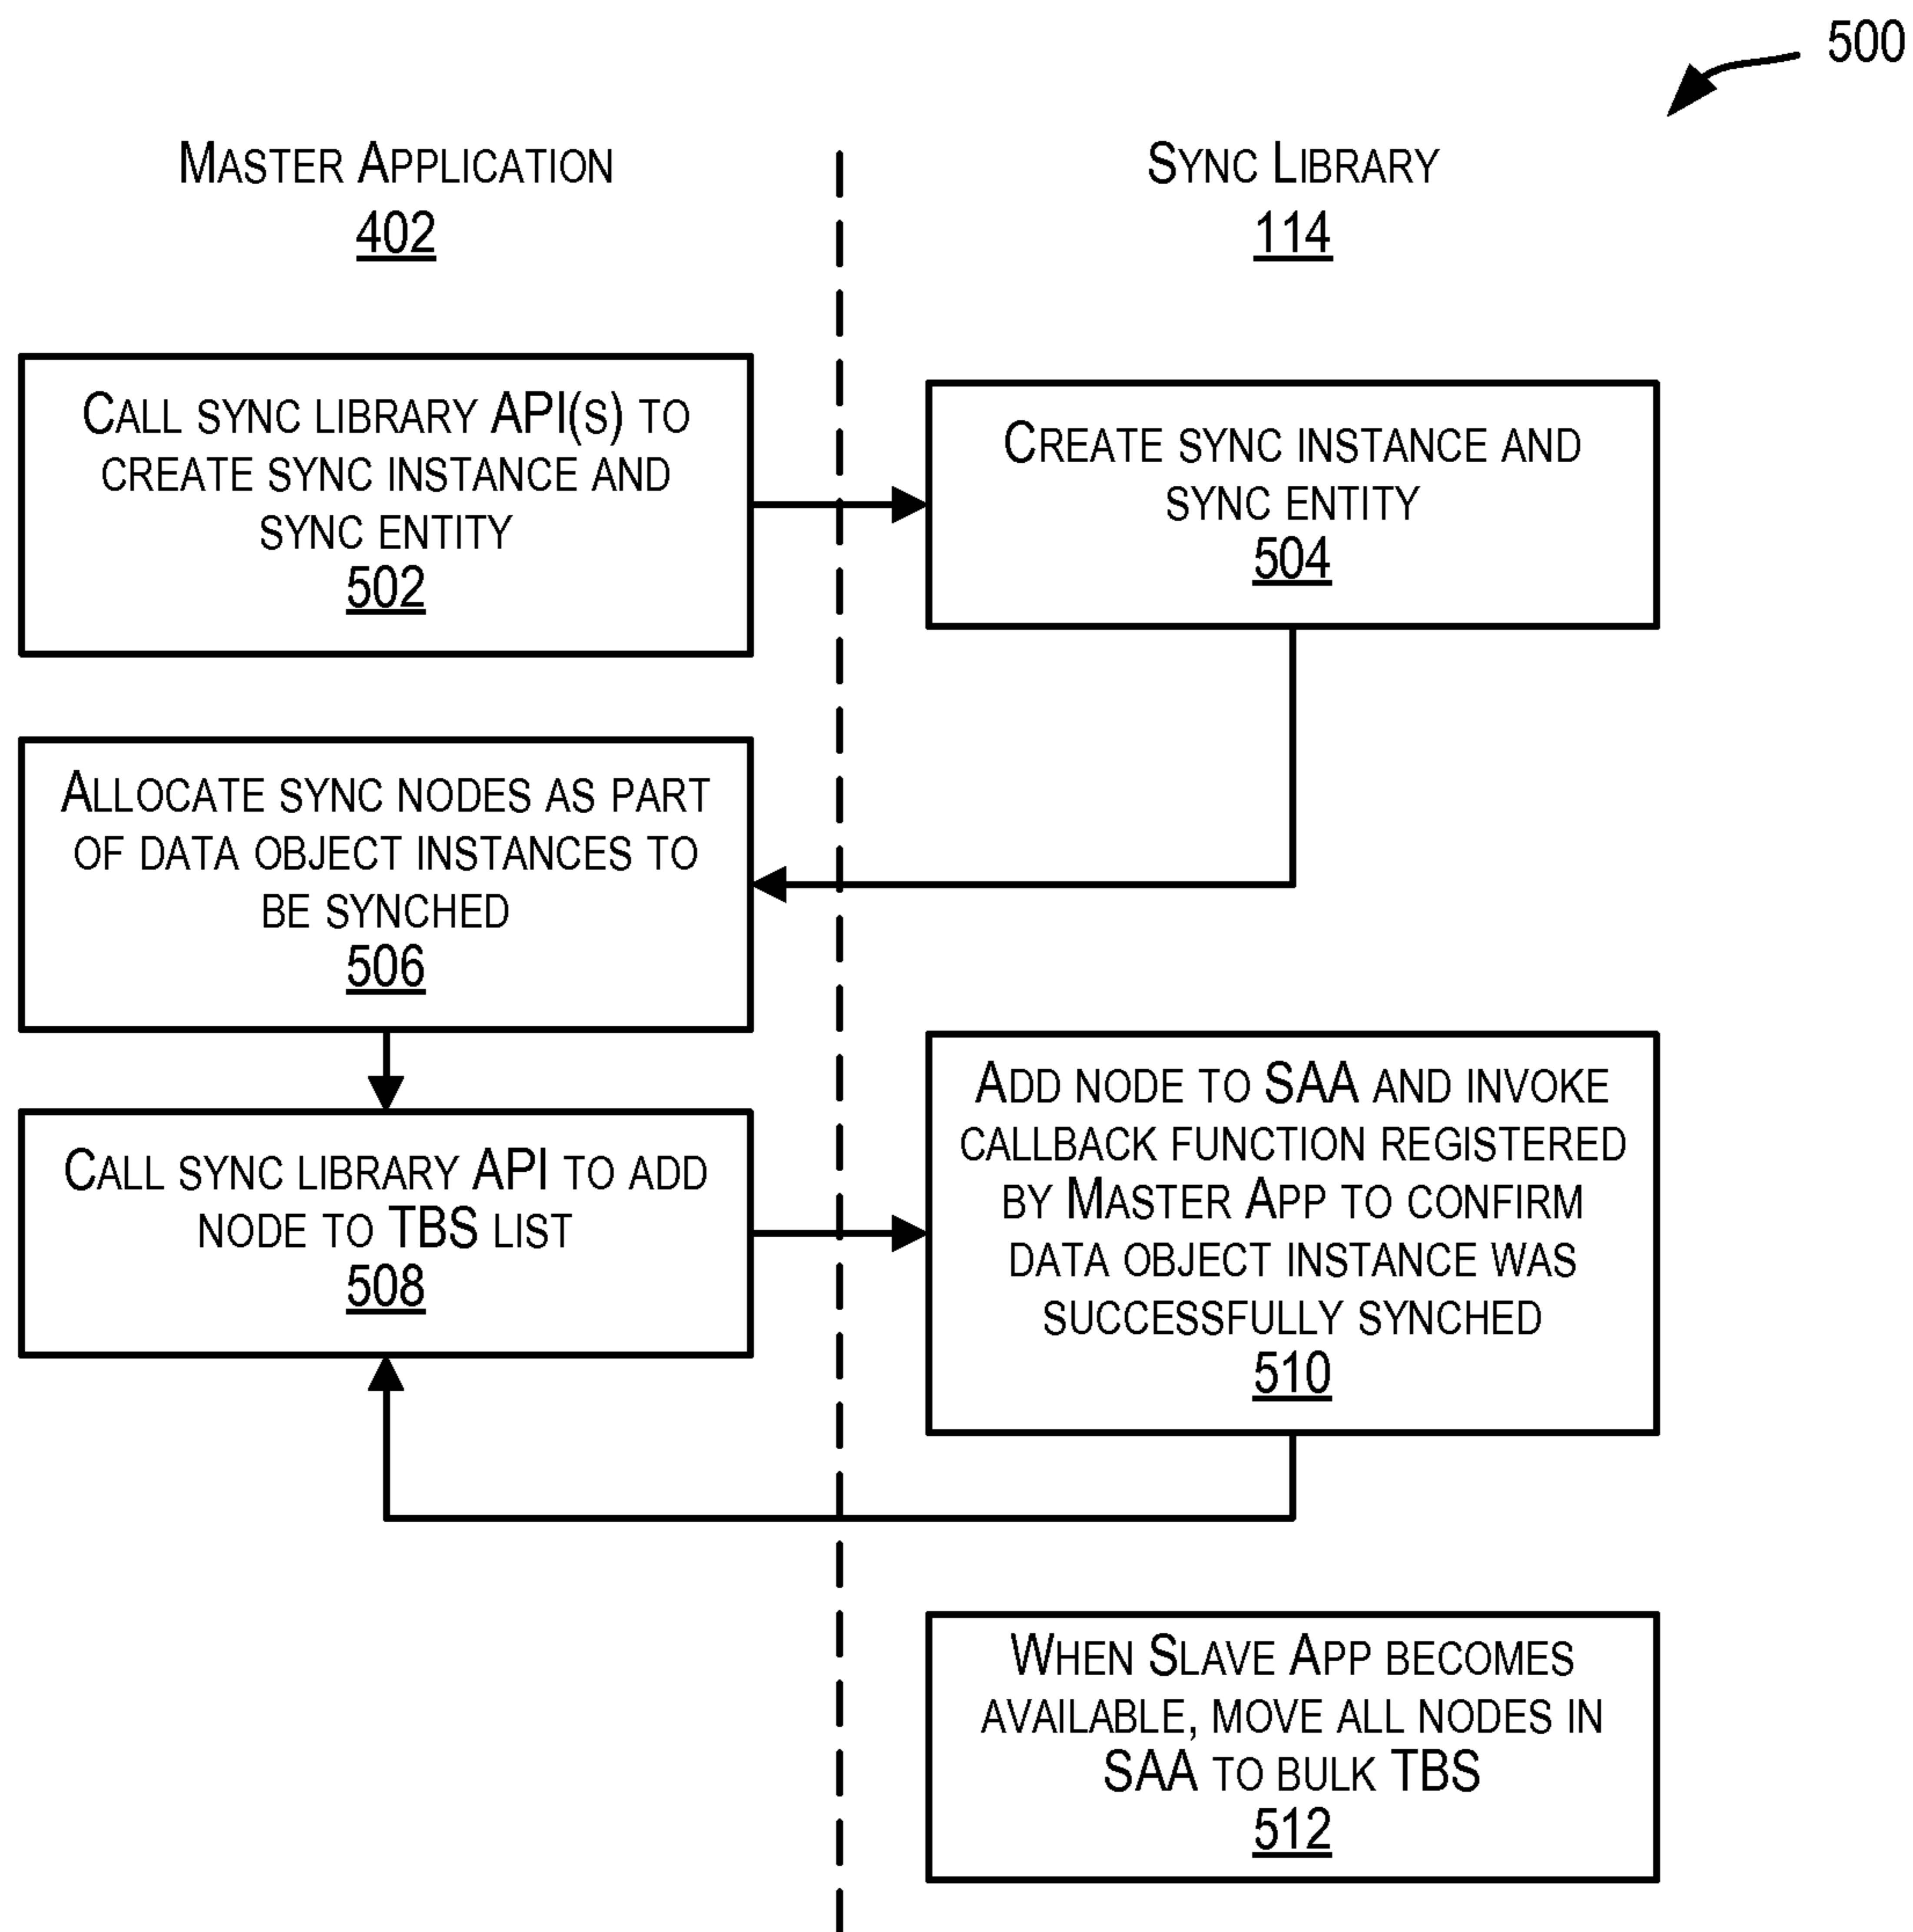 500
Master Application
402
Sync Library
114
Call sync library API(s) to
create sync instance and
sync entity
502
Create sync instance and
sync entity
504
Allocate sync nodes as part
of data object instances to
be synched
506
Call sync library API to add
node to TBS list
508
Add node to SAA and invoke
callback function registered
by Master App to confirm
data object instance was
successfully synched
510
When Slave App becomes
available, move all nodes in
SAA to bulk TBS
512